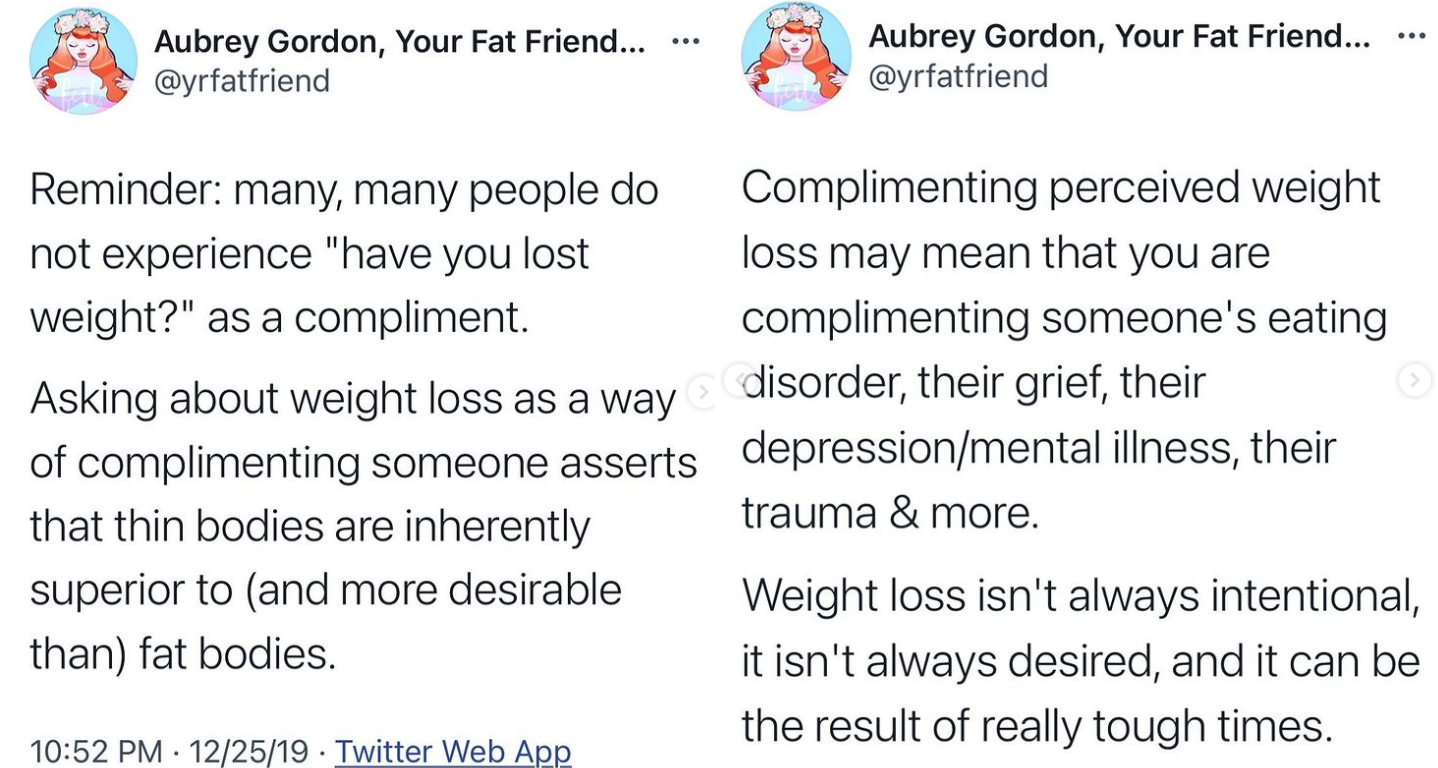 Aubrey Gordon, Your Fat Friend...
@yrfatfriend
Reminder: many, many people do
not experience "have you lost
weight?" as a compliment.
Asking about weight loss as a way
of complimenting someone asserts
that thin bodies are inherently
superior to (and more desirable
than) fat bodies.
10:52 PM · 12/25/19 · Twitter Web App
Aubrey Gordon, Your Fat Friend...
@yrfatfriend
Complimenting perceived weight
loss may mean that you are
complimenting someone's eating
disorder, their grief, their
depression/mental illness, their
trauma & more.
Weight loss isn't always intentional,
it isn't always desired, and it can be
the result of really tough times.